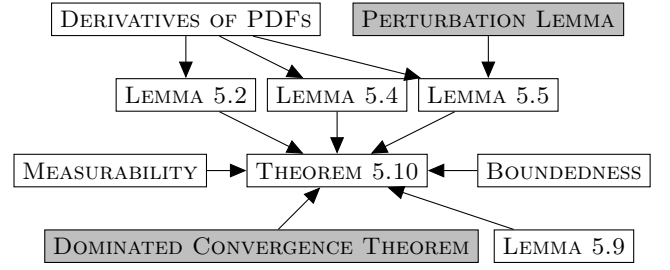 DERIVATIVES OF PDFS PERTURBATION LEMMA
LEMMA 5.2 LEMMA 5.4 LEMMA 5.5
MEASURABILITY THEOREM 5.10 BOUNDEDNESS
DOMINATED CONVERGENCE THEOREM LEMMA 5.9